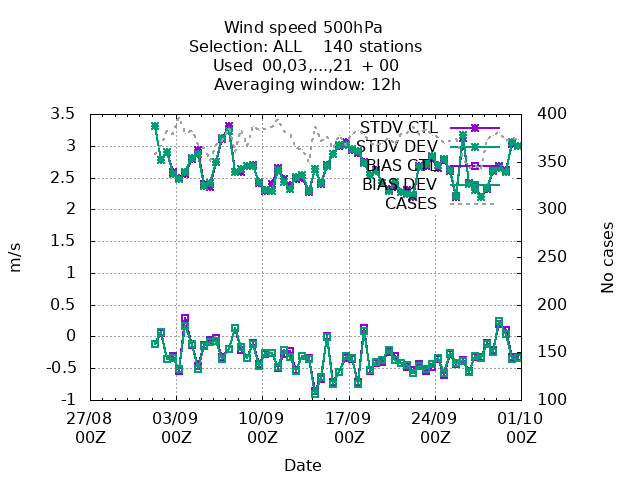 Wind speed 500hPa
Selection: ALL 140 stations
Used 00,03,...,21 + 00
Averaging window: 12h
3.5
3
2.5
2
1.5
1
0.5
0
-0.5
-1
m/s
400
350
300
250
200
150
100
No cases
STDV CTL
STDV DEV
BIAS CTL
BIAS DEV
CASES
27/08 03/09 10/09 17/09 24/09 01/10
00Z 00Z 00Z 00Z 00Z 00Z
Date